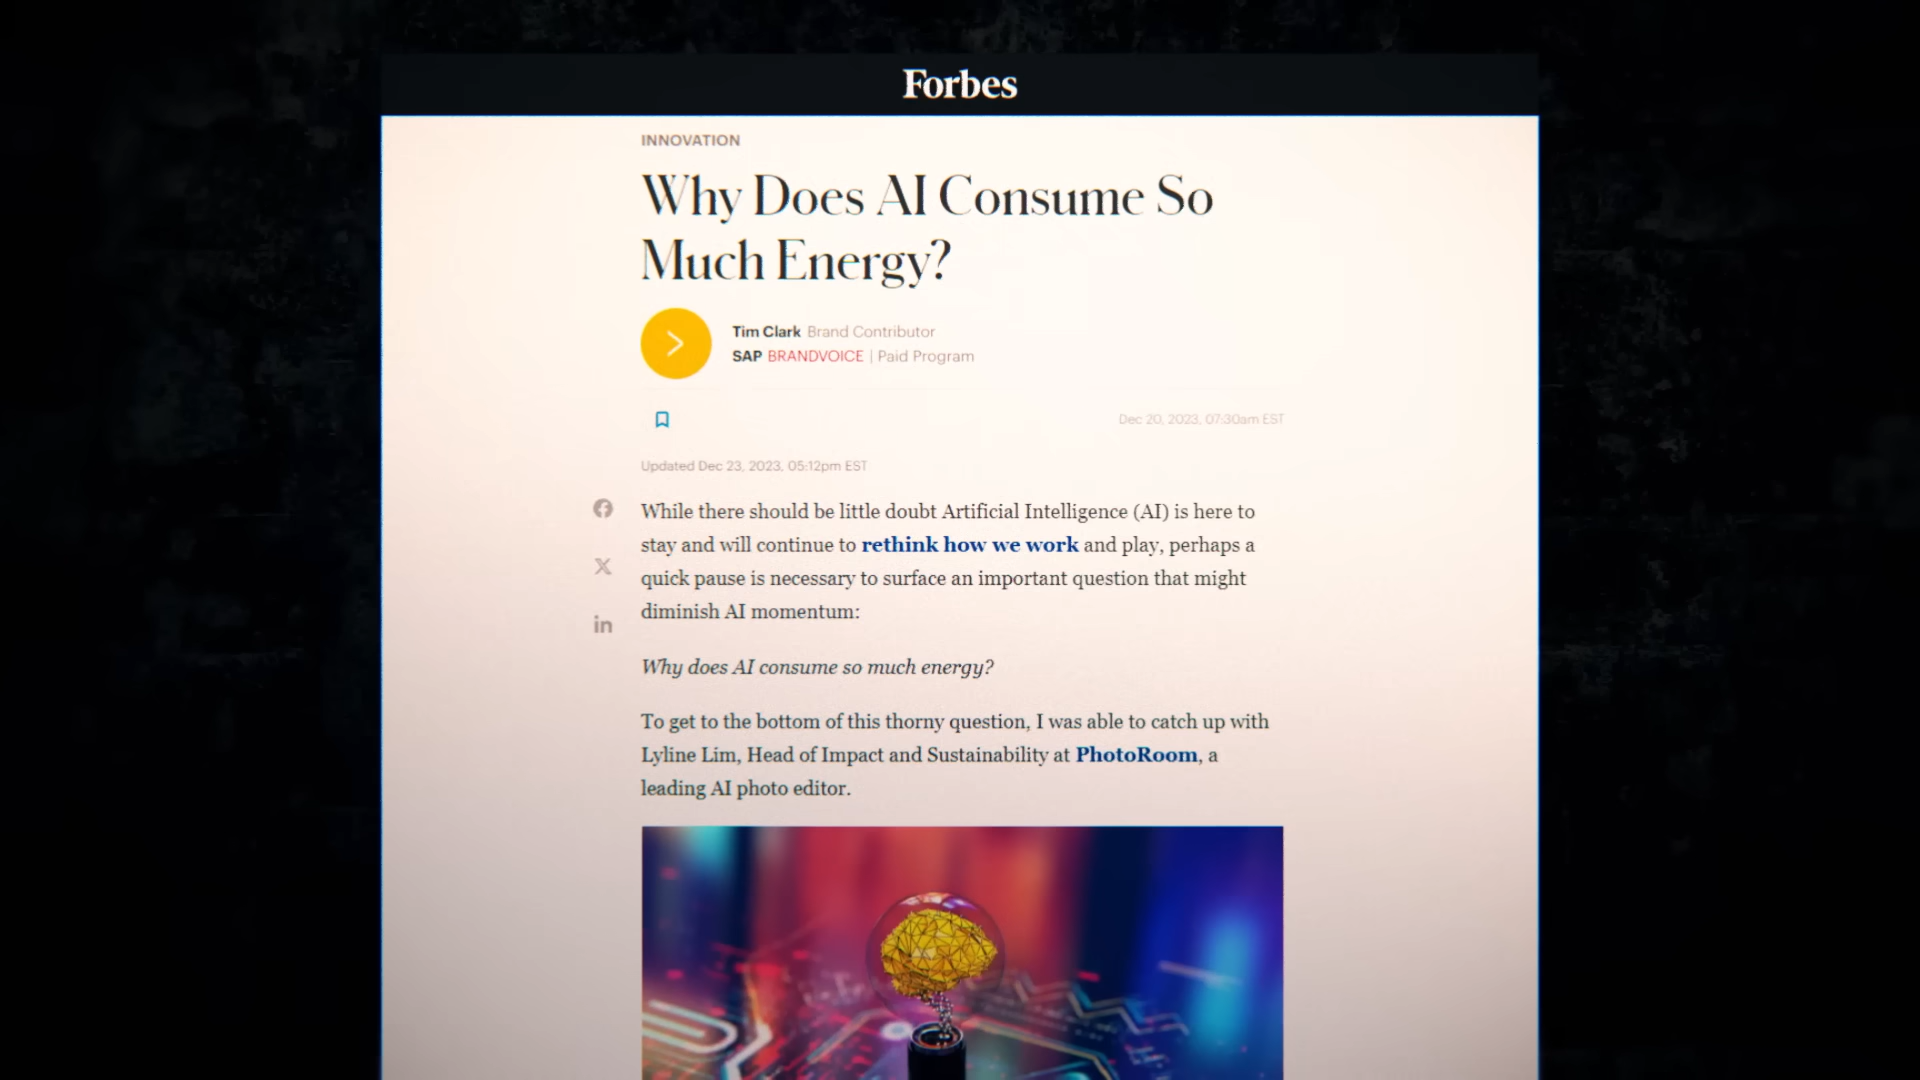 Forbes
INNOVATION
Why Does AI Consume So
Much Energy?
Tim Clark Brand Contributor
SAP BRANDVOICE | Paid Program
Dec 20, 2023, 07:30am EST
Updated Dec 23, 2023, 05:12pm EST
While there should be little doubt Artificial Intelligence (AI) is here to
stay and will continue to rethink how we work and play, perhaps a
quick pause is necessary to surface an important question that might
diminish AI momentum:
Why does AI consume so much energy?
To get to the bottom of this thorny question, I was able to catch up with
Lyline Lim, Head of Impact and Sustainability at PhotoRoom, a
leading AI photo editor.